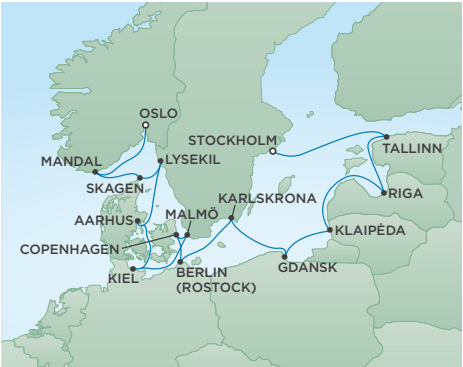 OSLO
STOCKHOLM
TALLINN
MANDAL
LYSEKIL
SKAGEN
KARLSKRONA
RIGA
AARHUS
MALMÖ
KLAIPĖDA
COPENHAGEN
GDANSK
KIEL
BERLIN
(ROSTOCK)